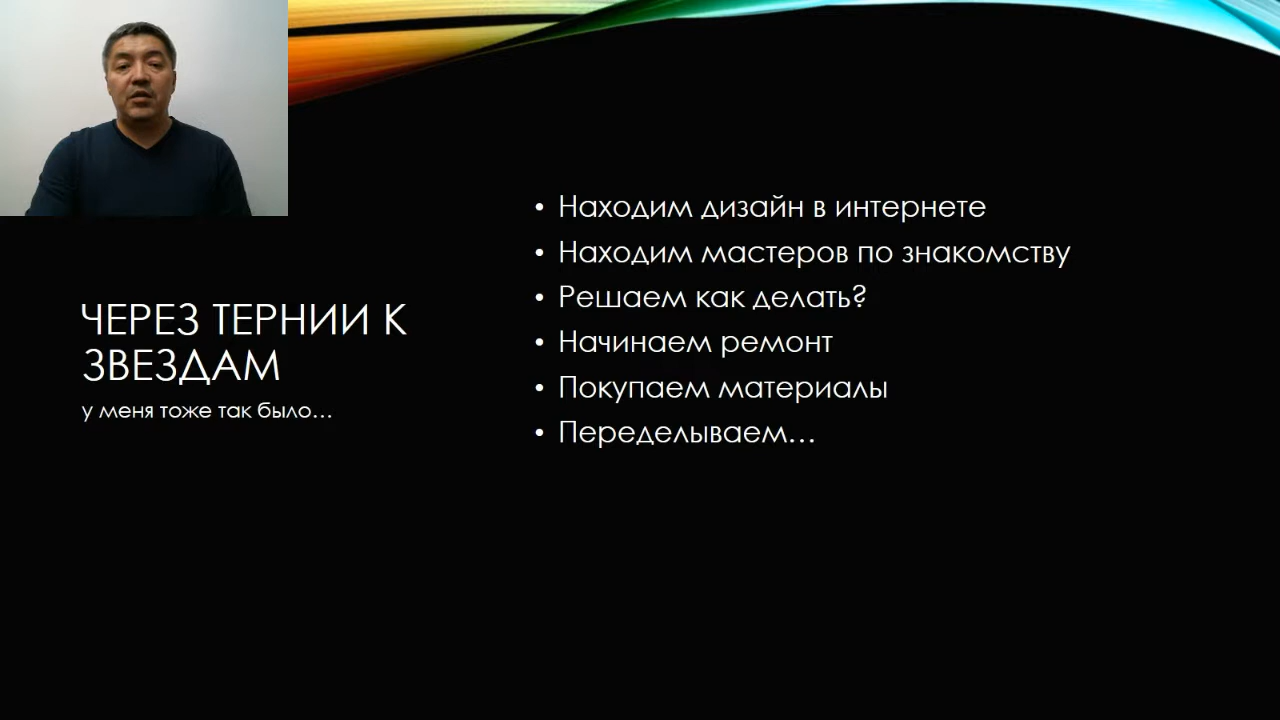 ЧЕРЕЗ ТЕРНИИ К
ЗВЕЗДАМ
у меня тоже так было...
• Находим дизайн в интернете
• Находим мастеров по знакомству
• Решаем как делать?
• Начинаем ремонт
• Покупаем материалы
• Переделываем...